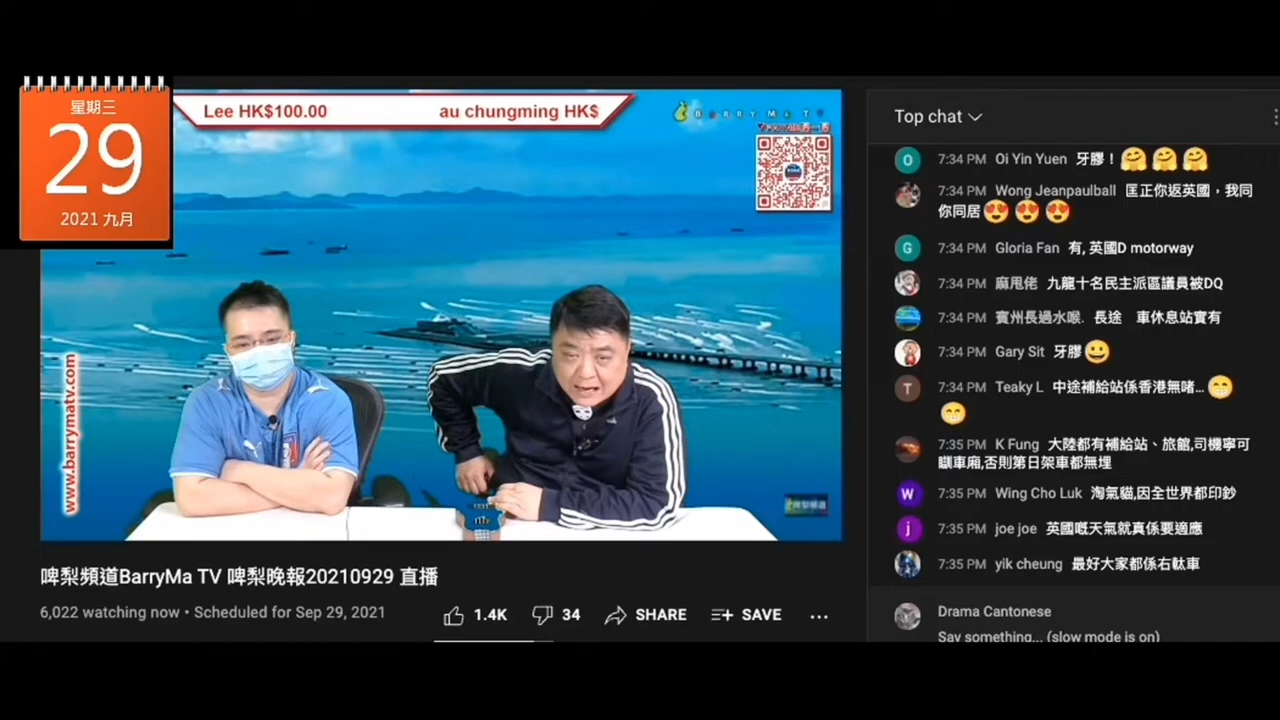 星期三
29
2021 九月
Lee HK$100.00
au chungming HK$
BARRY MA TV
www.barrymatv.com
啤梨頻道
啤梨頻道BarryMa TV 啤梨晚報20210929 直播
6,022 watching now • Scheduled for Sep 29, 2021
1.4K
34
SHARE
SAVE
Top chat
O
7:34 PM Oi Yin Yuen 牙膠！🤗🤗🤗
7:34 PM Wong Jeanpaulball 匡正你返英國，我同
你同居😍😍😍
G
7:34 PM Gloria Fan 有, 英國D motorway
7:34 PM 麻甩佬 九龍十名民主派區議員被DQ
7:34 PM 賓州長過水喉. 長途 車休息站實有
7:34 PM Gary Sit 牙膠😀
T
7:34 PM Teaky L 中途補給站係香港無啫...😁
😁
7:35 PM K Fung 大陸都有補給站、旅館,司機寧可
瞓車廂,否則第日架車都無埋
W
7:35 PM Wing Cho Luk 淘氣貓,因全世界都印鈔
j
7:35 PM joe joe 英國嘅天氣就真係要適應
7:35 PM yik cheung 最好大家都係右軚車
Drama Cantonese
Say something... (slow mode is on)